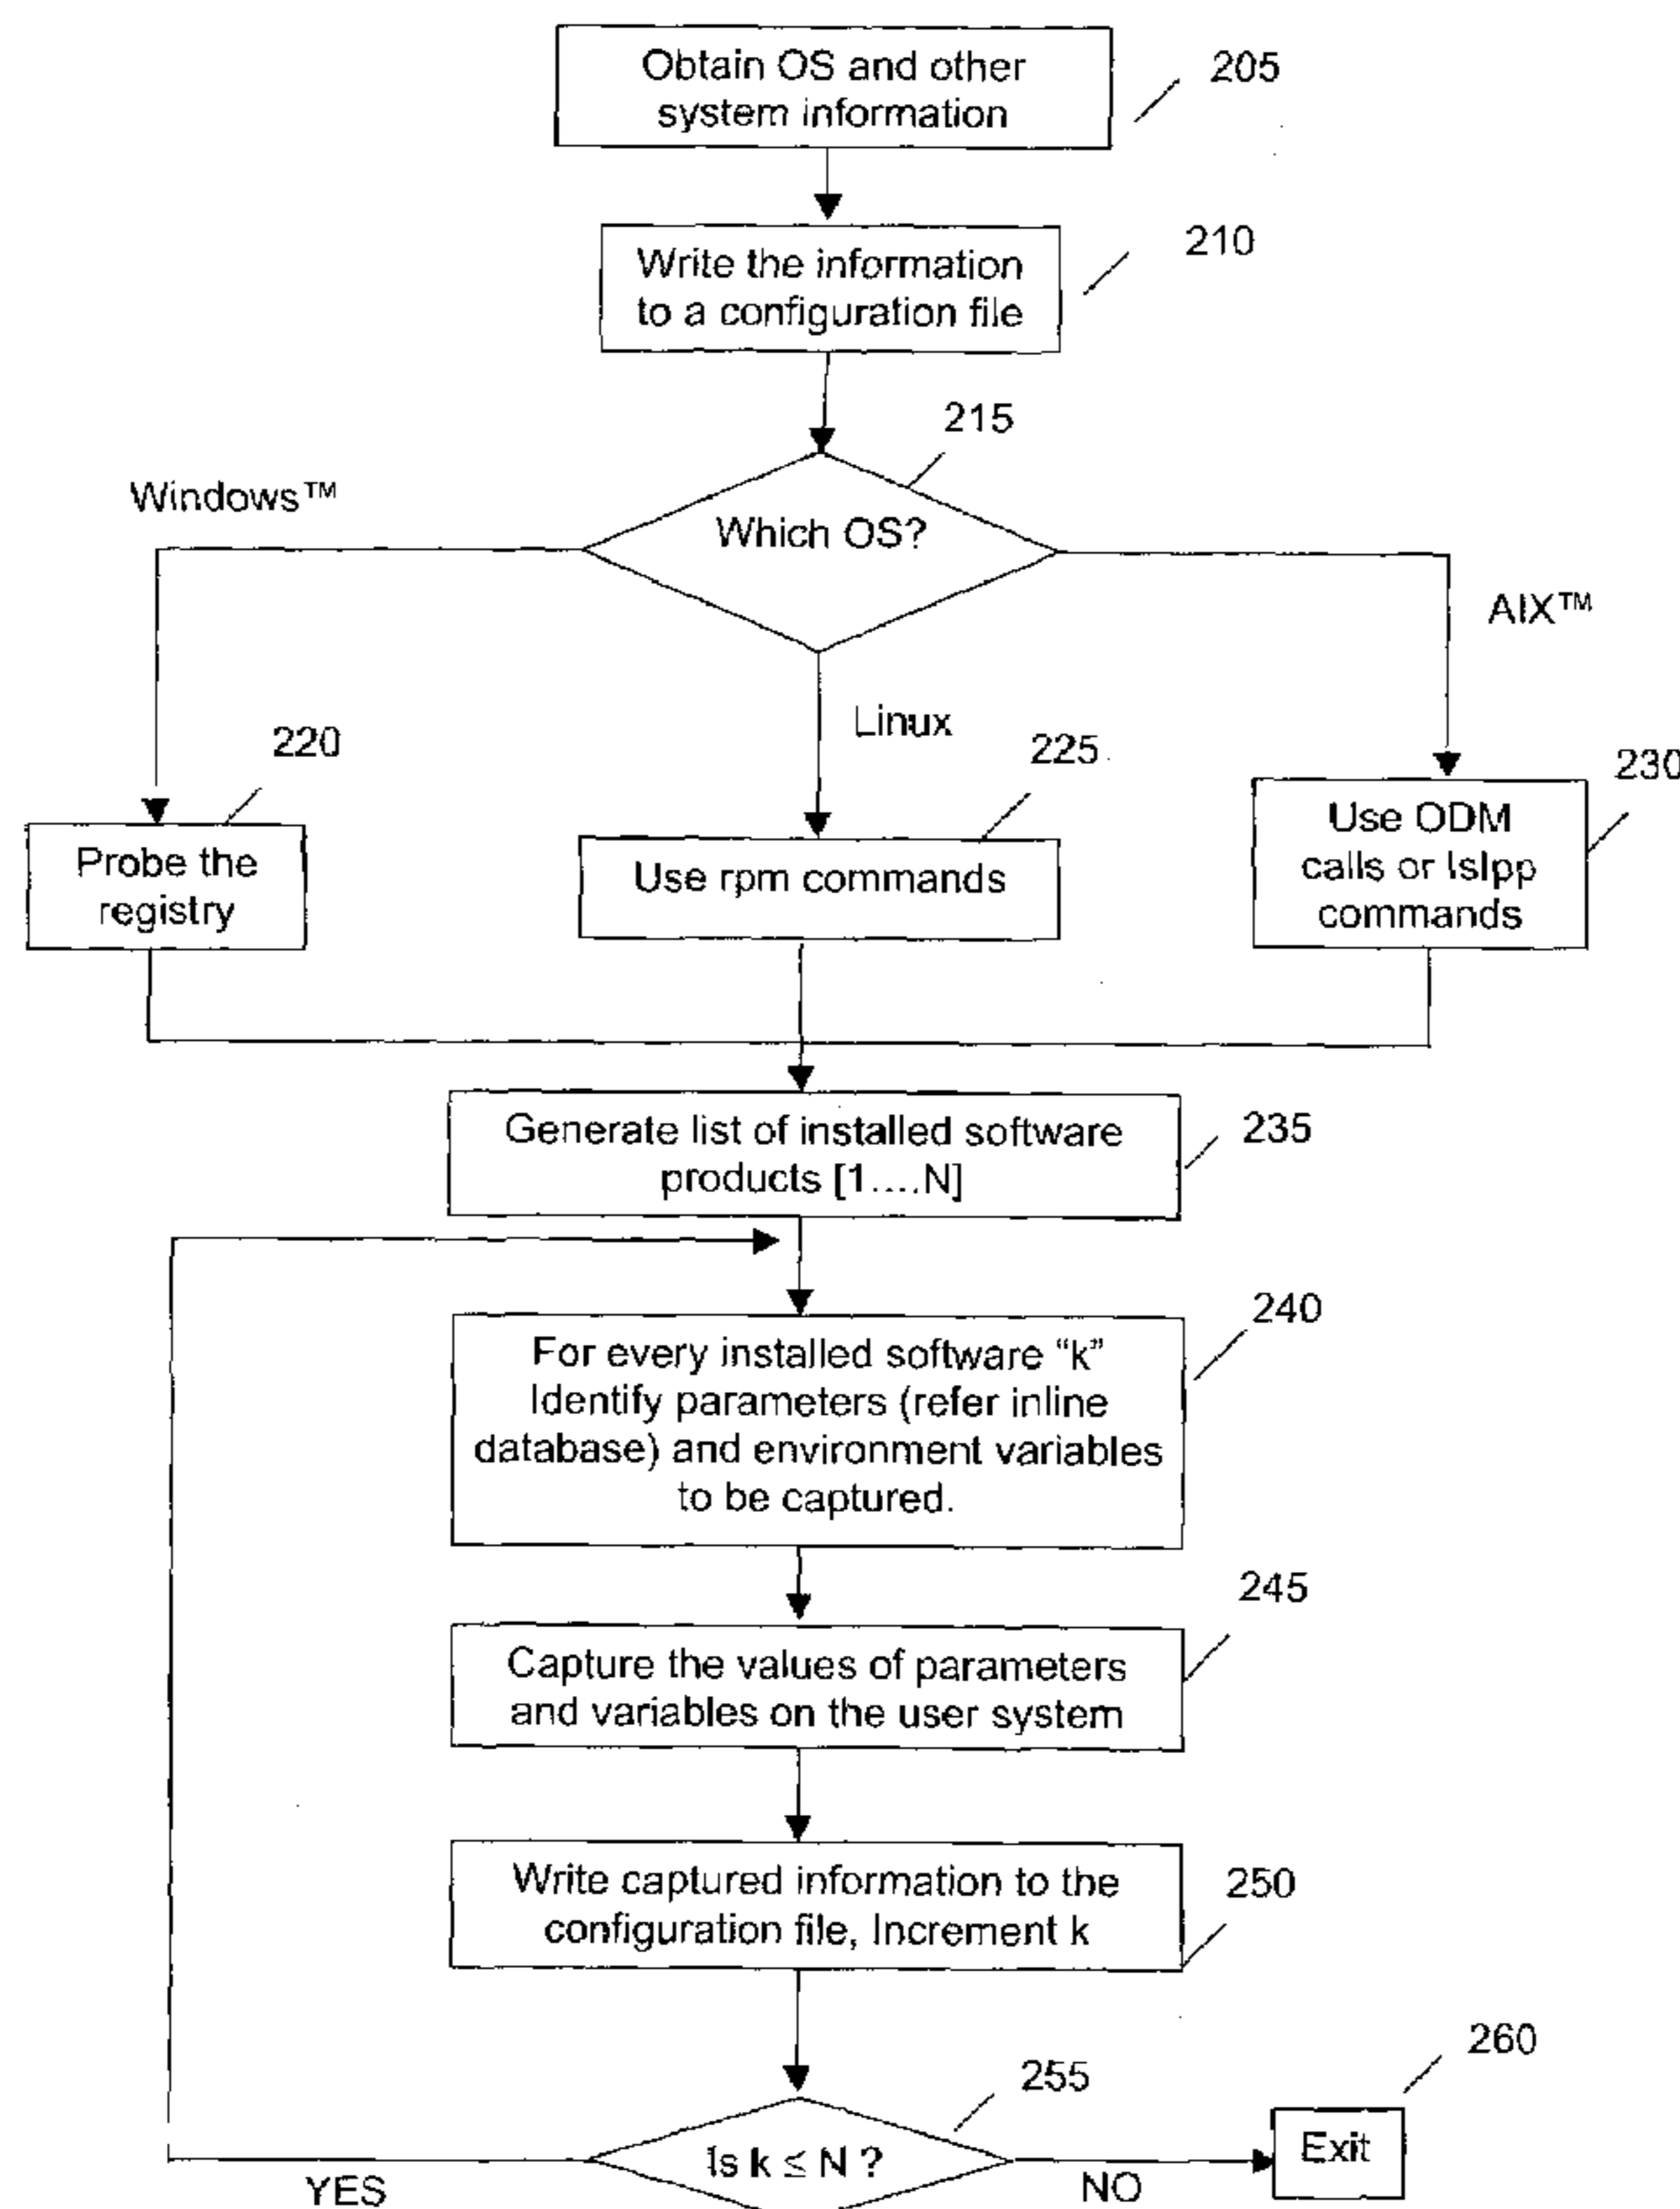 Obtain OS and other
system information
205
Write the information
to a configuration file
210
215
Windows™
Which OS?
AIX™
Linux
220
225
230
Probe the
registry
Use rpm commands
Use ODM
calls or lslpp
commands
Generate list of installed software
products [1....N]
235
240
For every installed software “k”
Identify parameters (refer inline
database) and environment variables
to be captured.
245
Capture the values of parameters
and variables on the user system
Write captured information to the
configuration file, Increment k
250
255
260
Is k ≤ N ?
Exit
YES
NO